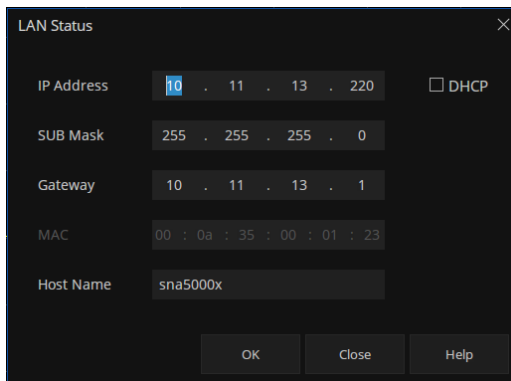 LAN Status
IP Address 10 . 11 . 13 . 220 DHCP
SUB Mask 255 . 255 . 255 . 0
Gateway 10 . 11 . 13 . 1
MAC 00 : 0a : 35 : 00 : 01 : 23
Host Name sna5000x
OK Close Help